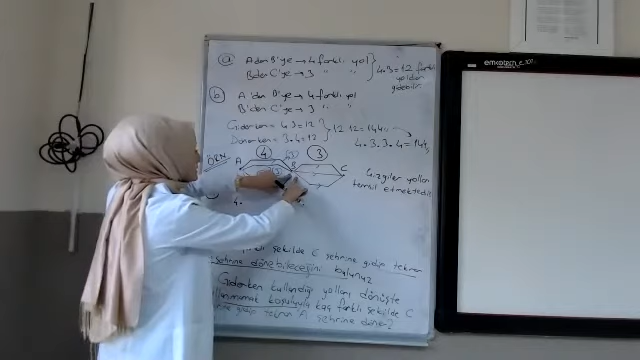 a A'dan B'ye → 4 farklı yol
B'den C'ye → 3 " "
4.3=12 farklı yoldan gidebilir.
b A'dan B'ye → 4 farklı yol
B'den C'ye → 3 " "
Giderken = 4.3=12
Dönerken = 3.4=12
12.12=144
4.3.3.4=144
ÖRN
A 4 B 3 C
Çizgiler yolları
temsil etmektedir
4.
şekilde C şehrine gidip tekrar
şehrine dönebileceğini bulunuz
Giderken kullandığı yolları dönüşte
kullanmamak koşuluyla kaç farklı şekilde C
şehrine gidip tekrar A şehrine döner?